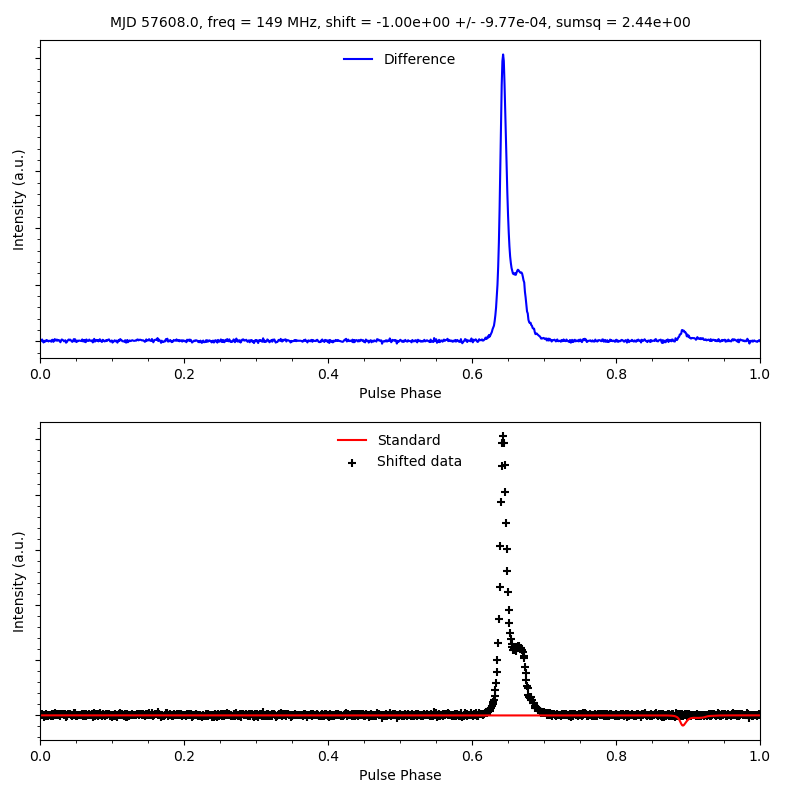 MJD 57608.0, freq = 149 MHz, shift = -1.00e+00 +/- -9.77e-04, sumsq = 2.44e+00
Difference
Intensity (a.u.)
0.0 0.2 0.4 0.6 0.8 1.0
Pulse Phase
Standard
Shifted data
Intensity (a.u.)
0.0 0.2 0.4 0.6 0.8 1.0
Pulse Phase